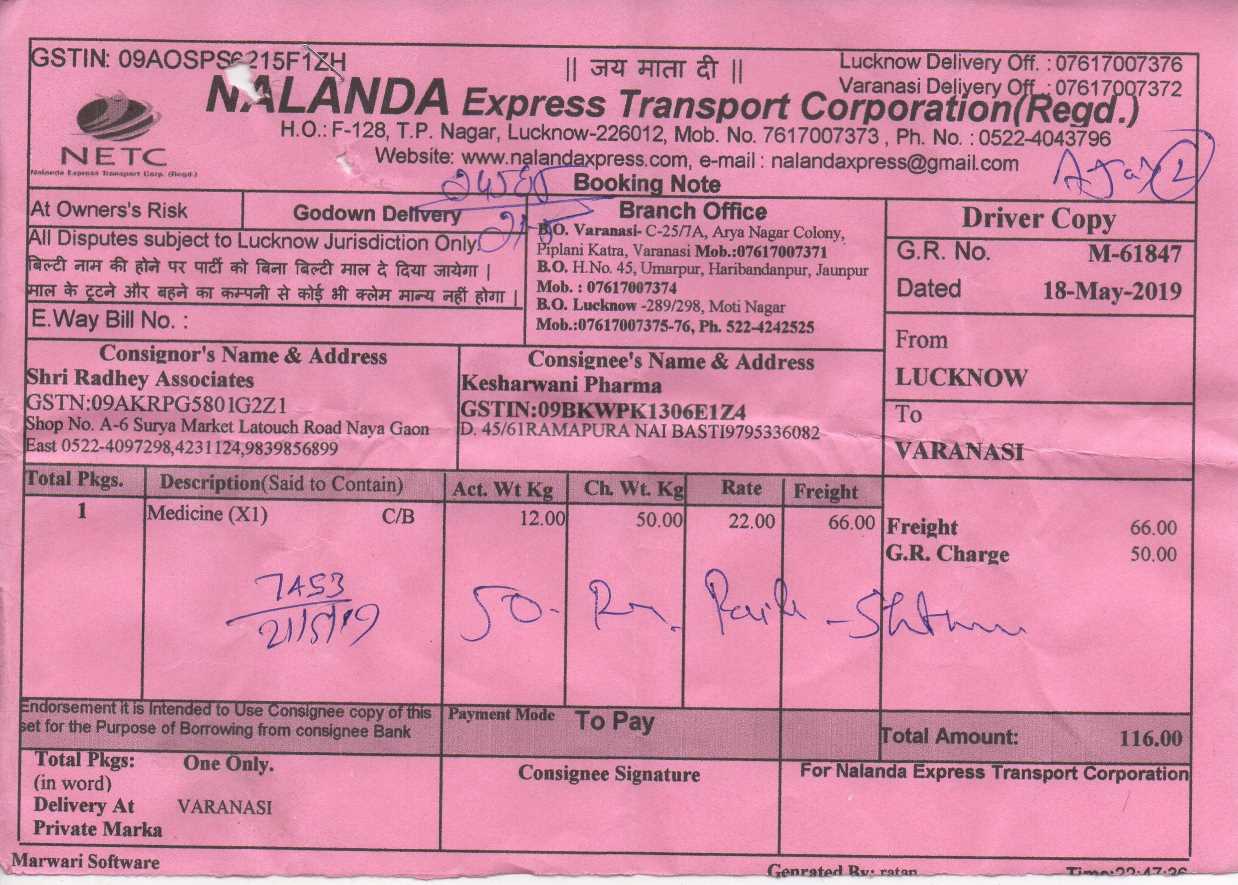 GSTIN: 09AOSPS6215F1ZH
|| जय माता दी ||
Lucknow Delivery Off. : 07617007376
Varanasi Delivery Off. : 07617007372
NALANDA Express Transport Corporation(Regd.)
NETC
Nalanda Express Transport Corp. (Regd.)
H.O.: F-128, T.P. Nagar, Lucknow-226012, Mob. No. 7617007373 , Ph. No. : 0522-4043796
Website: www.nalandaxpress.com, e-mail : nalandaxpress@gmail.com
Booking Note
At Owners's Risk
Godown Delivery
All Disputes subject to Lucknow Jurisdiction Only.
बिल्टी नाम की होने पर पार्टी को बिना बिल्टी माल दे दिया जायेगा |
माल के टूटने और बहने का कम्पनी से कोई भी क्लेम मान्य नहीं होगा |
E.Way Bill No. :
Branch Office
B.O. Varanasi- C-25/7A, Arya Nagar Colony,
Piplani Katra, Varanasi Mob.:07617007371
B.O. H.No. 45, Umarpur, Haribandanpur, Jaunpur
Mob. : 07617007374
B.O. Lucknow -289/298, Moti Nagar
Mob.:07617007375-76, Ph. 522-4242525
Driver Copy
G.R. No. M-61847
Dated 18-May-2019
From
LUCKNOW
To
VARANASI
Consignor's Name & Address
Shri Radhey Associates
GSTN:09AKRPG5801G2Z1
Shop No. A-6 Surya Market Latouch Road Naya Gaon
East 0522-4097298,4231124,9839856899
Consignee's Name & Address
Kesharwani Pharma
GSTIN:09BKWPK1306E1Z4
D. 45/61RAMAPURA NAI BASTI9795336082
Total Pkgs. Description(Said to Contain) Act. Wt Kg Ch. Wt. Kg Rate Freight
1 Medicine (X1) C/B 12.00 50.00 22.00 66.00
Freight 66.00
G.R. Charge 50.00
7453
21/5/19
50.
Endorsement it is Intended to Use Consignee copy of this
set for the Purpose of Borrowing from consignee Bank
Payment Mode To Pay
Total Amount: 116.00
Total Pkgs: One Only.
(in word)
Delivery At VARANASI
Private Marka
Consignee Signature
For Nalanda Express Transport Corporation
Marwari Software
Genrated By: ratan
Time:22:47:36